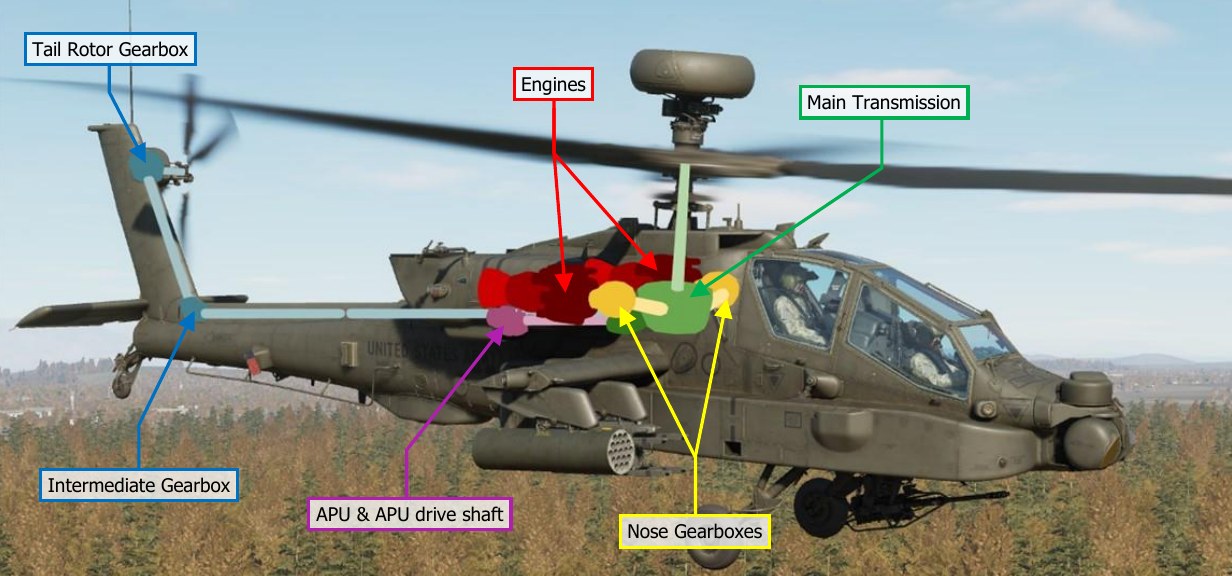 Tail Rotor Gearbox
Engines
Main Transmission
UNITED STATES
Intermediate Gearbox
APU & APU drive shaft
Nose Gearboxes